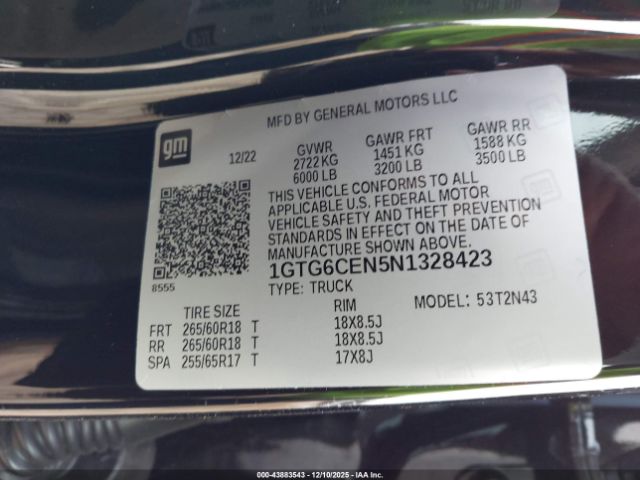 MFD BY GENERAL MOTORS LLC
gm
12/22
GVWR GAWR FRT GAWR RR
2722 KG 1451 KG 1588 KG
6000 LB 3200 LB 3500 LB
THIS VEHICLE CONFORMS TO ALL
APPLICABLE U.S. FEDERAL MOTOR
VEHICLE SAFETY AND THEFT PREVENTION
STANDARDS IN EFFECT ON THE DATE OF
MANUFACTURE SHOWN ABOVE.
1GTG6CEN5N1328423
8555
TYPE: TRUCK MODEL: 53T2N43
TIRE SIZE RIM
FRT 265/60R18 T 18X8.5J
RR 265/60R18 T 18X8.5J
SPA 255/65R17 T 17X8J
000-43883543 - 12/10/2025 - IAAI, Inc.